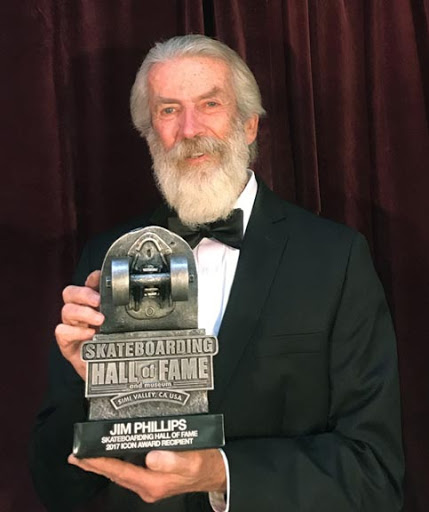 SKATEBOARDING
HALL of FAME
and museum
SIMI VALLEY, CA USA
JIM PHILLIPS
SKATEBOARDING HALL OF FAME
2017 ICON AWARD RECIPIENT